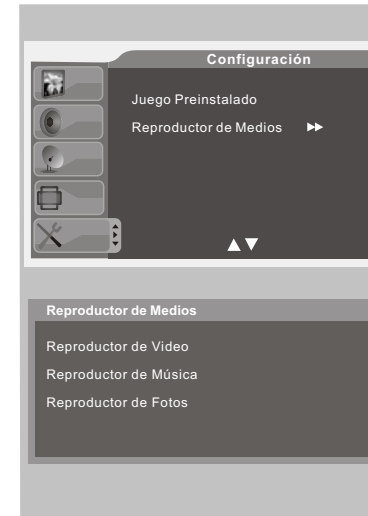 Configuración
Juego Preinstalado
Reproductor de Medios
Reproductor de Medios
Reproductor de Video
Reproductor de Música
Reproductor de Fotos